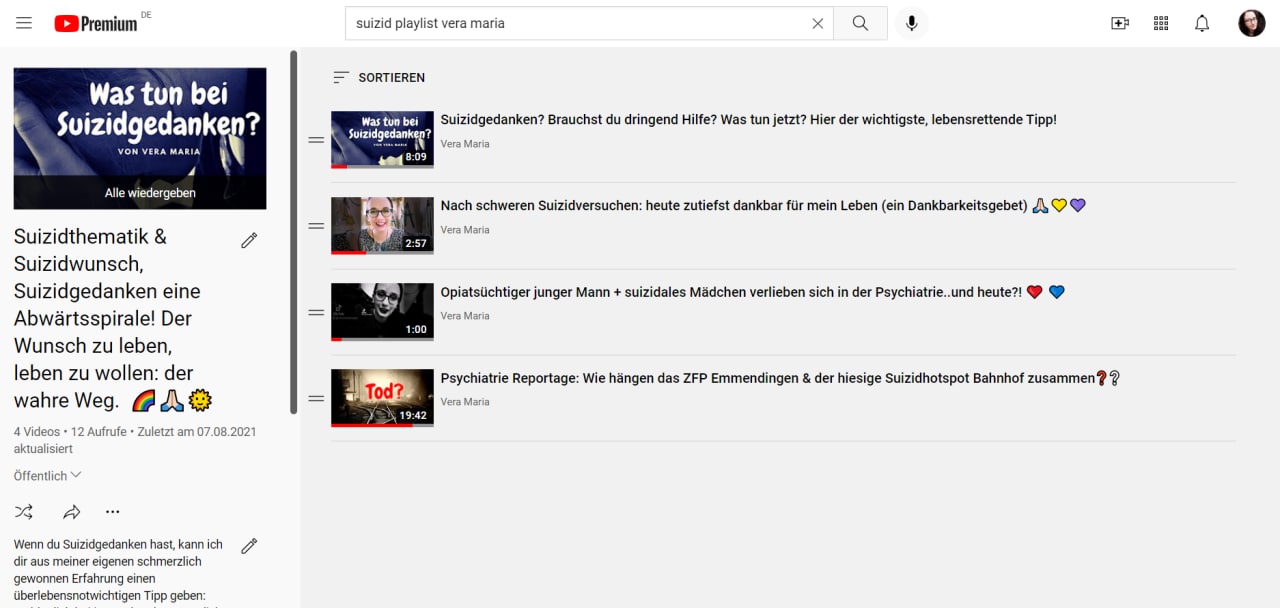 Premium DE
suizid playlist vera maria
Was tun bei
Suizidgedanken?
VON VERA MARIA
Alle wiedergeben
Suizidthematik &
Suizidwunsch,
Suizidgedanken eine
Abwärtsspirale! Der
Wunsch zu leben,
leben zu wollen: der
wahre Weg. 🌈🙏🏻🌞
4 Videos • 12 Aufrufe • Zuletzt am 07.08.2021
aktualisiert
Öffentlich
Wenn du Suizidgedanken hast, kann ich
dir aus meiner eigenen schmerzlich
gewonnen Erfahrung einen
überlebensnotwichtigen Tipp geben:
SORTIEREN
Was tun bei
Suizidgedanken?
VON VERA MARIA
8:09
Suizidgedanken? Brauchst du dringend Hilfe? Was tun jetzt? Hier der wichtigste, lebensrettende Tipp!
Vera Maria
2:57
Nach schweren Suizidversuchen: heute zutiefst dankbar für mein Leben (ein Dankbarkeitsgebet) 🙏🏻💛💜
Vera Maria
1:00
Opiatsüchtiger junger Mann + suizidales Mädchen verlieben sich in der Psychiatrie..und heute?! ❤️ 💙
Vera Maria
Tod?
19:42
Psychiatrie Reportage: Wie hängen das ZFP Emmendingen & der hiesige Suizidhotspot Bahnhof zusammen❓❔
Vera Maria